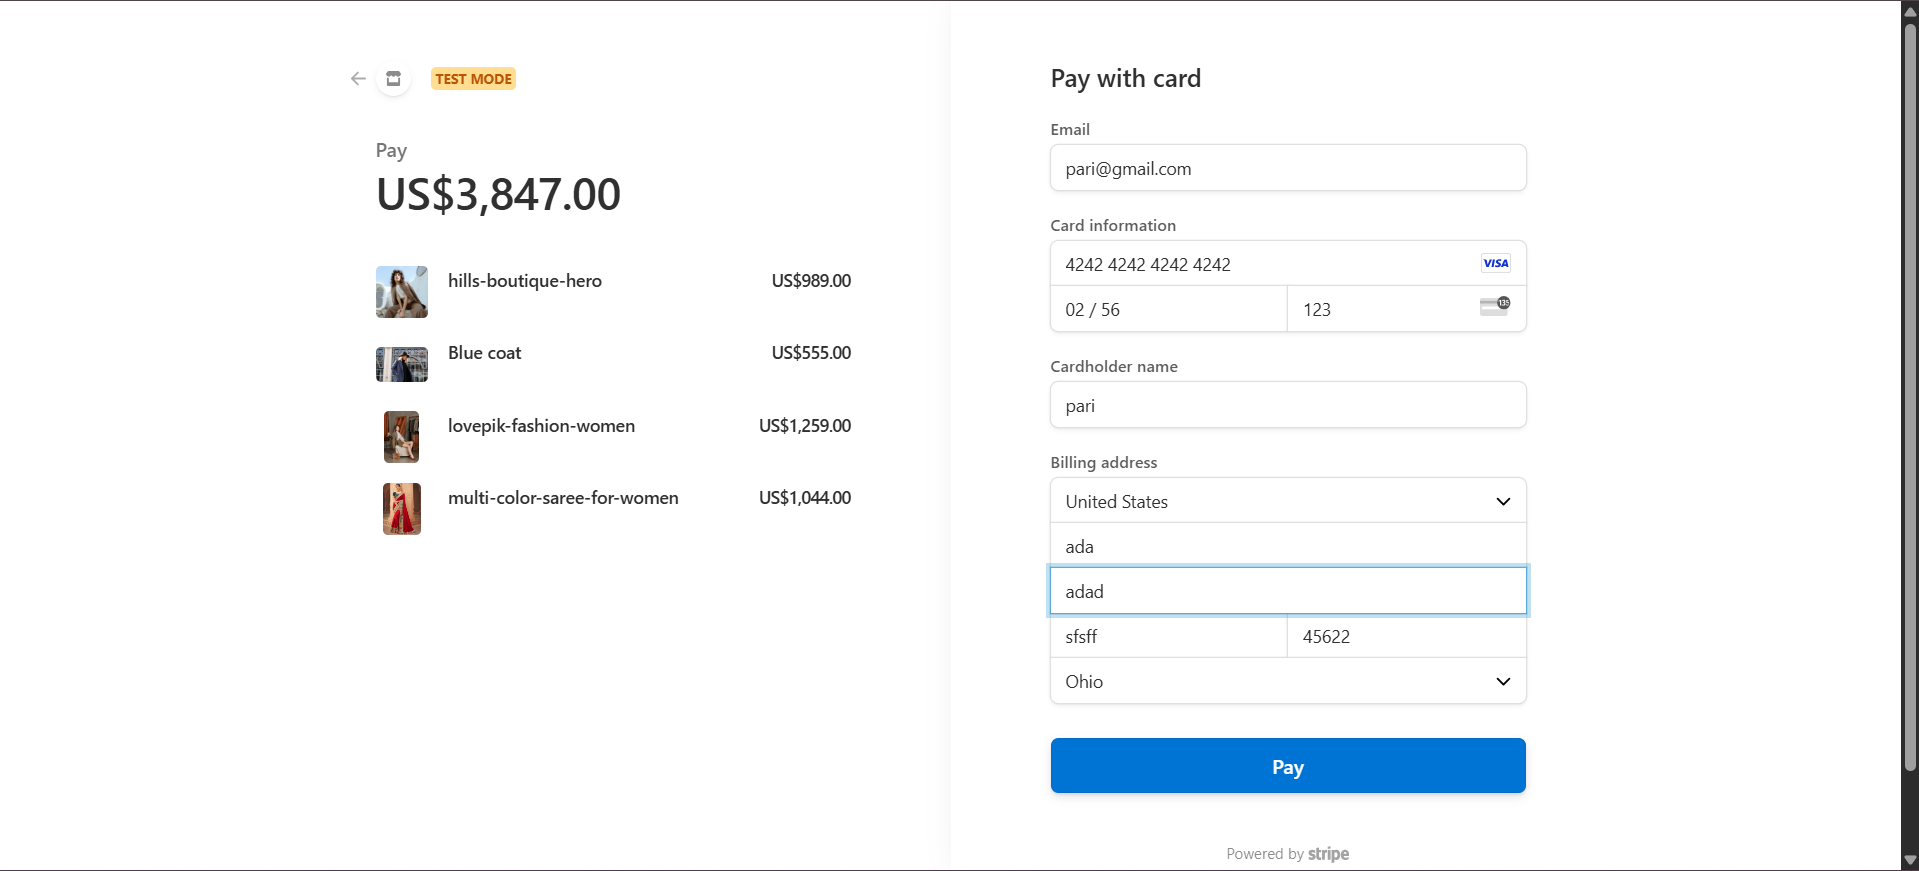 TEST MODE
Pay
US$3,847.00
hills-boutique-hero US$989.00
Blue coat US$555.00
lovepik-fashion-women US$1,259.00
multi-color-saree-for-women US$1,044.00
Pay with card
Email
pari@gmail.com
Card information
4242 4242 4242 4242 VISA
02 / 56 123 135
Cardholder name
pari
Billing address
United States
ada
adad
sfsff 45622
Ohio
Pay
Powered by stripe